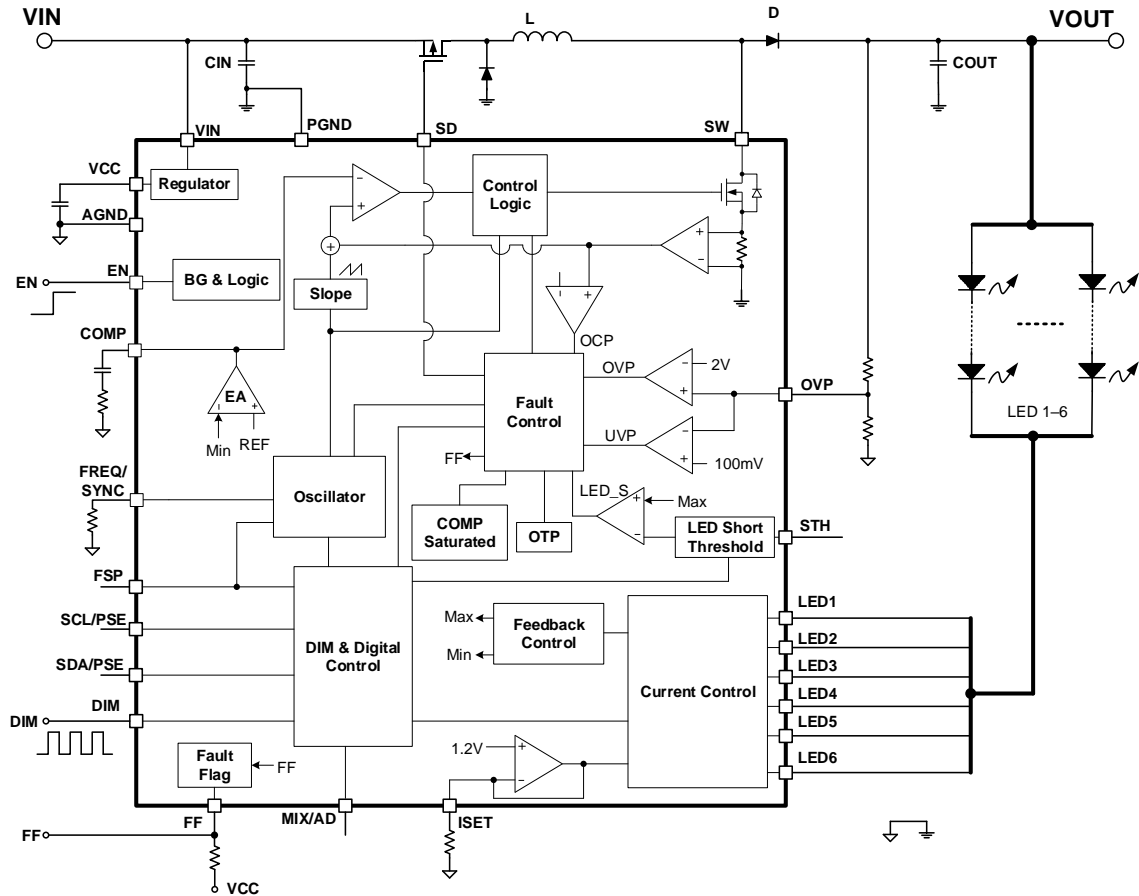 VIN
L
D
VOUT
CIN
COUT
VIN
PGND
SD
SW
VCC
Regulator
Control
Logic
AGND
EN
EN
BG & Logic
Slope
COMP
OCP
EA
Min
REF
Fault
Control
OVP
2V
OVP
UVP
100mV
FF
LED 1–6
FREQ/
SYNC
Oscillator
COMP
Saturated
OTP
LED_S
Max
LED Short
Threshold
STH
FSP
SCL/PSE
SDA/PSE
DIM
DIM
DIM & Digital
Control
Max
Min
Feedback
Control
Current Control
LED1
LED2
LED3
LED4
LED5
LED6
1.2V
Fault
Flag
FF
FF
MIX/AD
ISET
FF
VCC